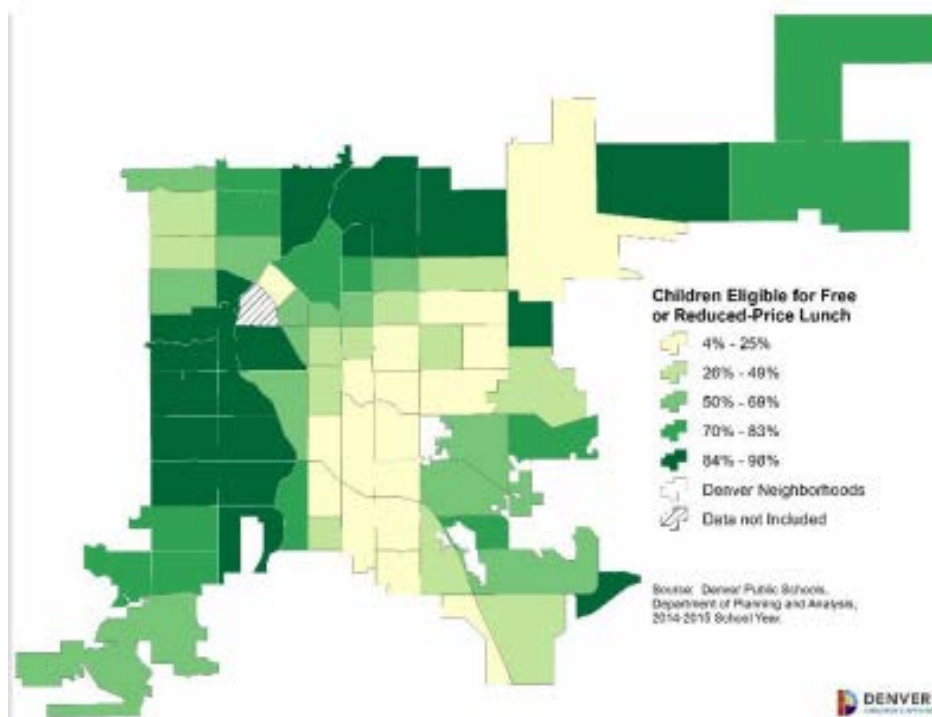 Children Eligible for Free
or Reduced-Price Lunch
4% - 25%
26% - 49%
50% - 69%
70% - 83%
84% - 98%
Denver Neighborhoods
Data not Included
Source: Denver Public Schools,
Department of Planning and Analysis,
2014-2015 School Year.
DENVER